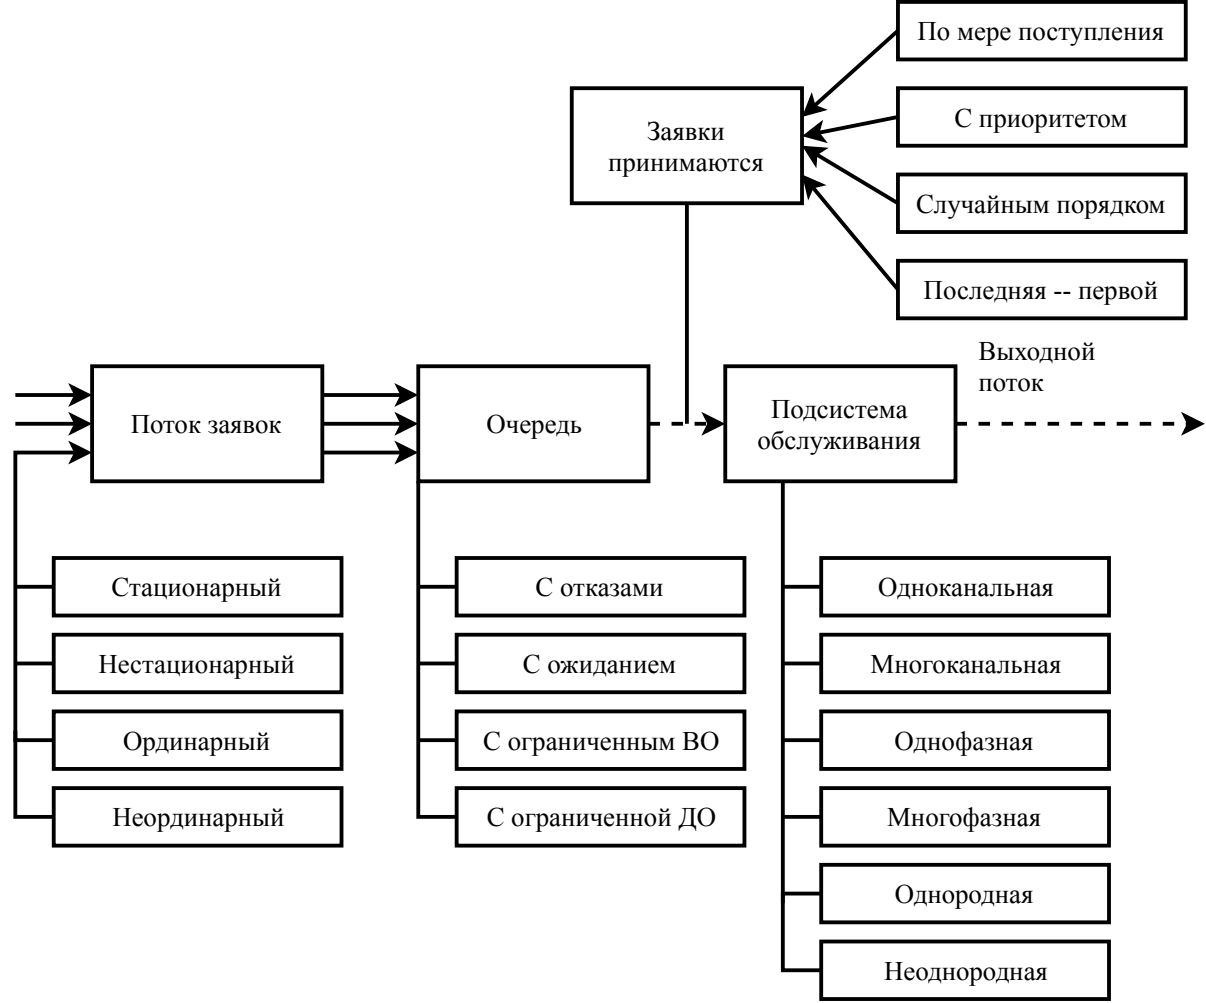 По мере поступления
С приоритетом
Случайным порядком
Последняя -- первой
Заявки
принимаются
Поток заявок
Очередь
Подсистема
обслуживания
Выходной
поток
Стационарный
Нестационарный
Ординарный
Неординарный
С отказами
С ожиданием
С ограниченным ВО
С ограниченной ДО
Одноканальная
Многоканальная
Однофазная
Многофазная
Однородная
Неоднородная